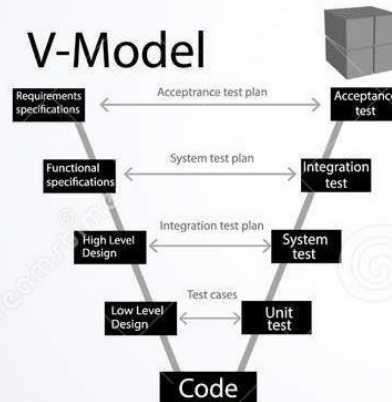 V-Model
Requirements
specifications
Acceptrance test plan
Acceptance
test
Functional
specifications
System test plan
Integration
test
High Level
Design
Integration test plan
System
test
Low Level
Design
Test cases
Unit
test
Code